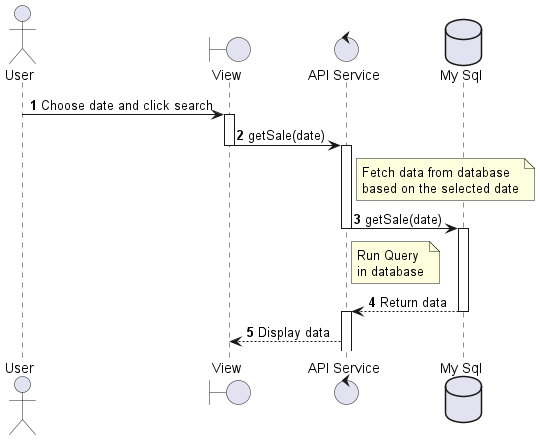 User
View
API Service
My Sql
1 Choose date and click search
2 getSale(date)
Fetch data from database
based on the selected date
3 getSale(date)
Run Query
in database
4 Return data
5 Display data
User
View
API Service
My Sql